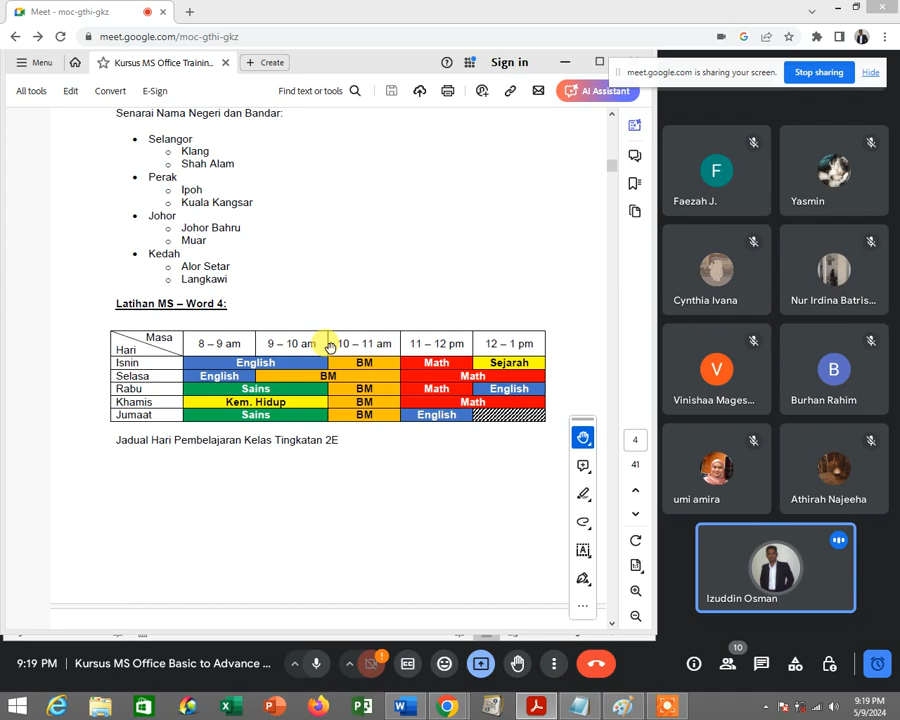 Meet - moc-gthi-gkz
meet.google.com/moc-gthi-gkz
Menu
Kursus MS Office Trainin...
Create
Sign in
meet.google.com is sharing your screen.
Stop sharing
Hide
All tools
Edit
Convert
E-Sign
Find text or tools
AI Assistant
Senarai Nama Negeri dan Bandar:
Selangor
Klang
Shah Alam
Perak
Ipoh
Kuala Kangsar
Johor
Johor Bahru
Muar
Kedah
Alor Setar
Langkawi
Latihan MS – Word 4:
Masa
Hari
8 – 9 am 9 – 10 am 10 – 11 am 11 – 12 pm 12 – 1 pm
Isnin English BM Math Sejarah
Selasa English BM Math
Rabu Sains BM Math English
Khamis Kem. Hidup BM Math
Jumaat Sains BM English
Jadual Hari Pembelajaran Kelas Tingkatan 2E
4
41
F
Faezah J.
Yasmin
Cynthia Ivana
Nur Irdina Batris...
V
Vinishaa Mages...
B
Burhan Rahim
umi amira
Athirah Najeeha
Izuddin Osman
9:19 PM
Kursus MS Office Basic to Advance ...
10
9:19 PM
5/9/2024